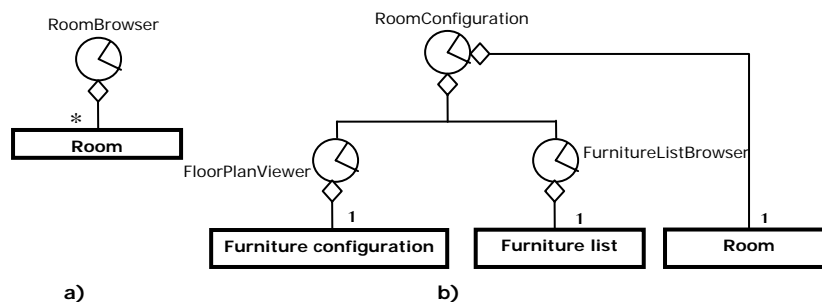 RoomBrowser
*
Room
a)
RoomConfiguration
FloorPlanViewer
FurnitureListBrowser
1
1
1
Furniture configuration
Furniture list
Room
b)